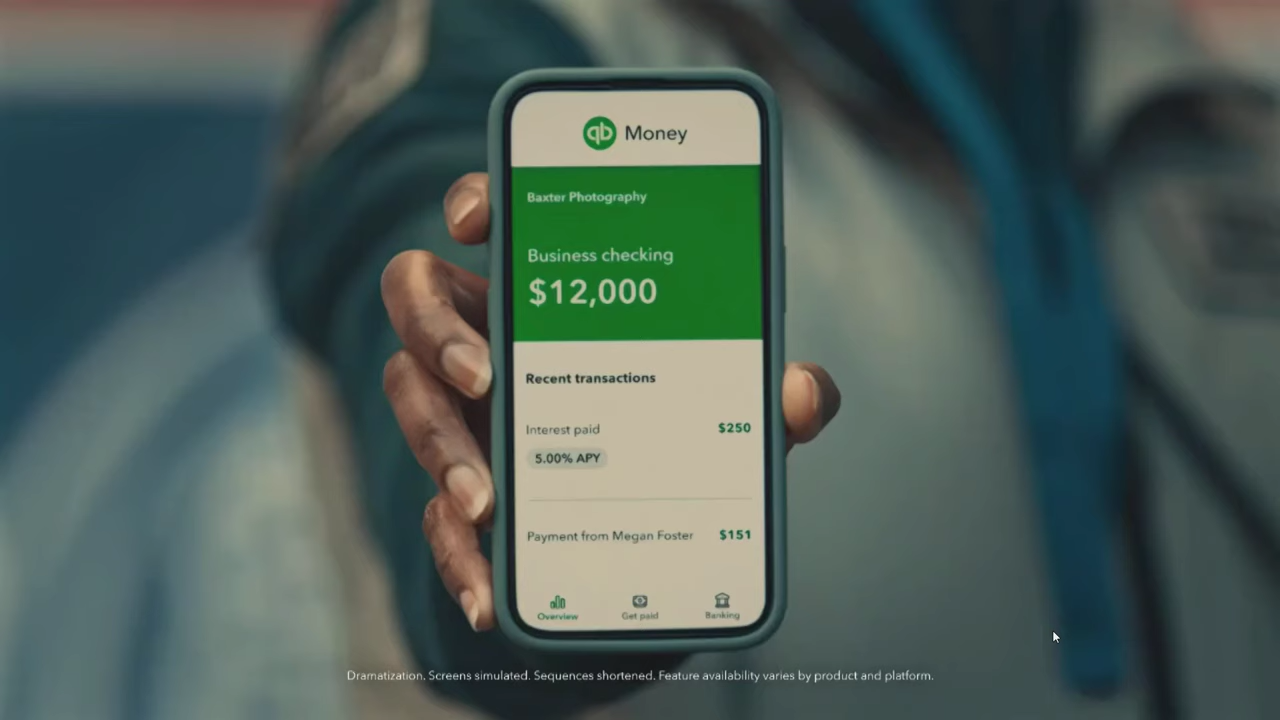 qb Money
Baxter Photography
Business checking
$12,000
Recent transactions
Interest paid $250
5.00% APY
Payment from Megan Foster $151
Overview Get paid Banking
Dramatization. Screens simulated. Sequences shortened. Feature availability varies by product and platform.